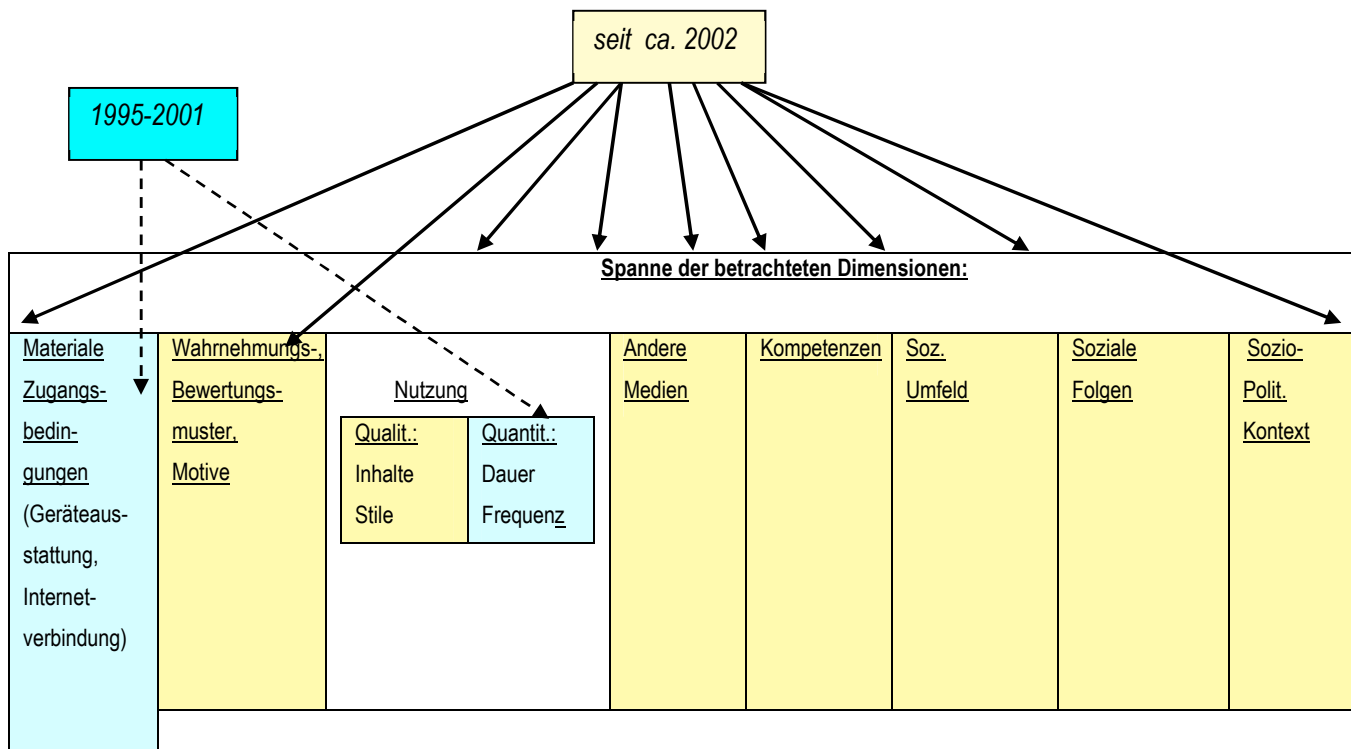 seit ca. 2002
1995-2001
Spanne der betrachteten Dimensionen:
Materiale
Zugangs-
bedin-
gungen
(Geräteaus-
stattung,
Internet-
verbindung)
Wahrnehmungs-,
Bewertungs-
muster,
Motive
Nutzung
Qualit.:
Inhalte
Stile
Quantit.:
Dauer
Frequenz
Andere
Medien
Kompetenzen
Soz.
Umfeld
Soziale
Folgen
Sozio-
Polit.
Kontext